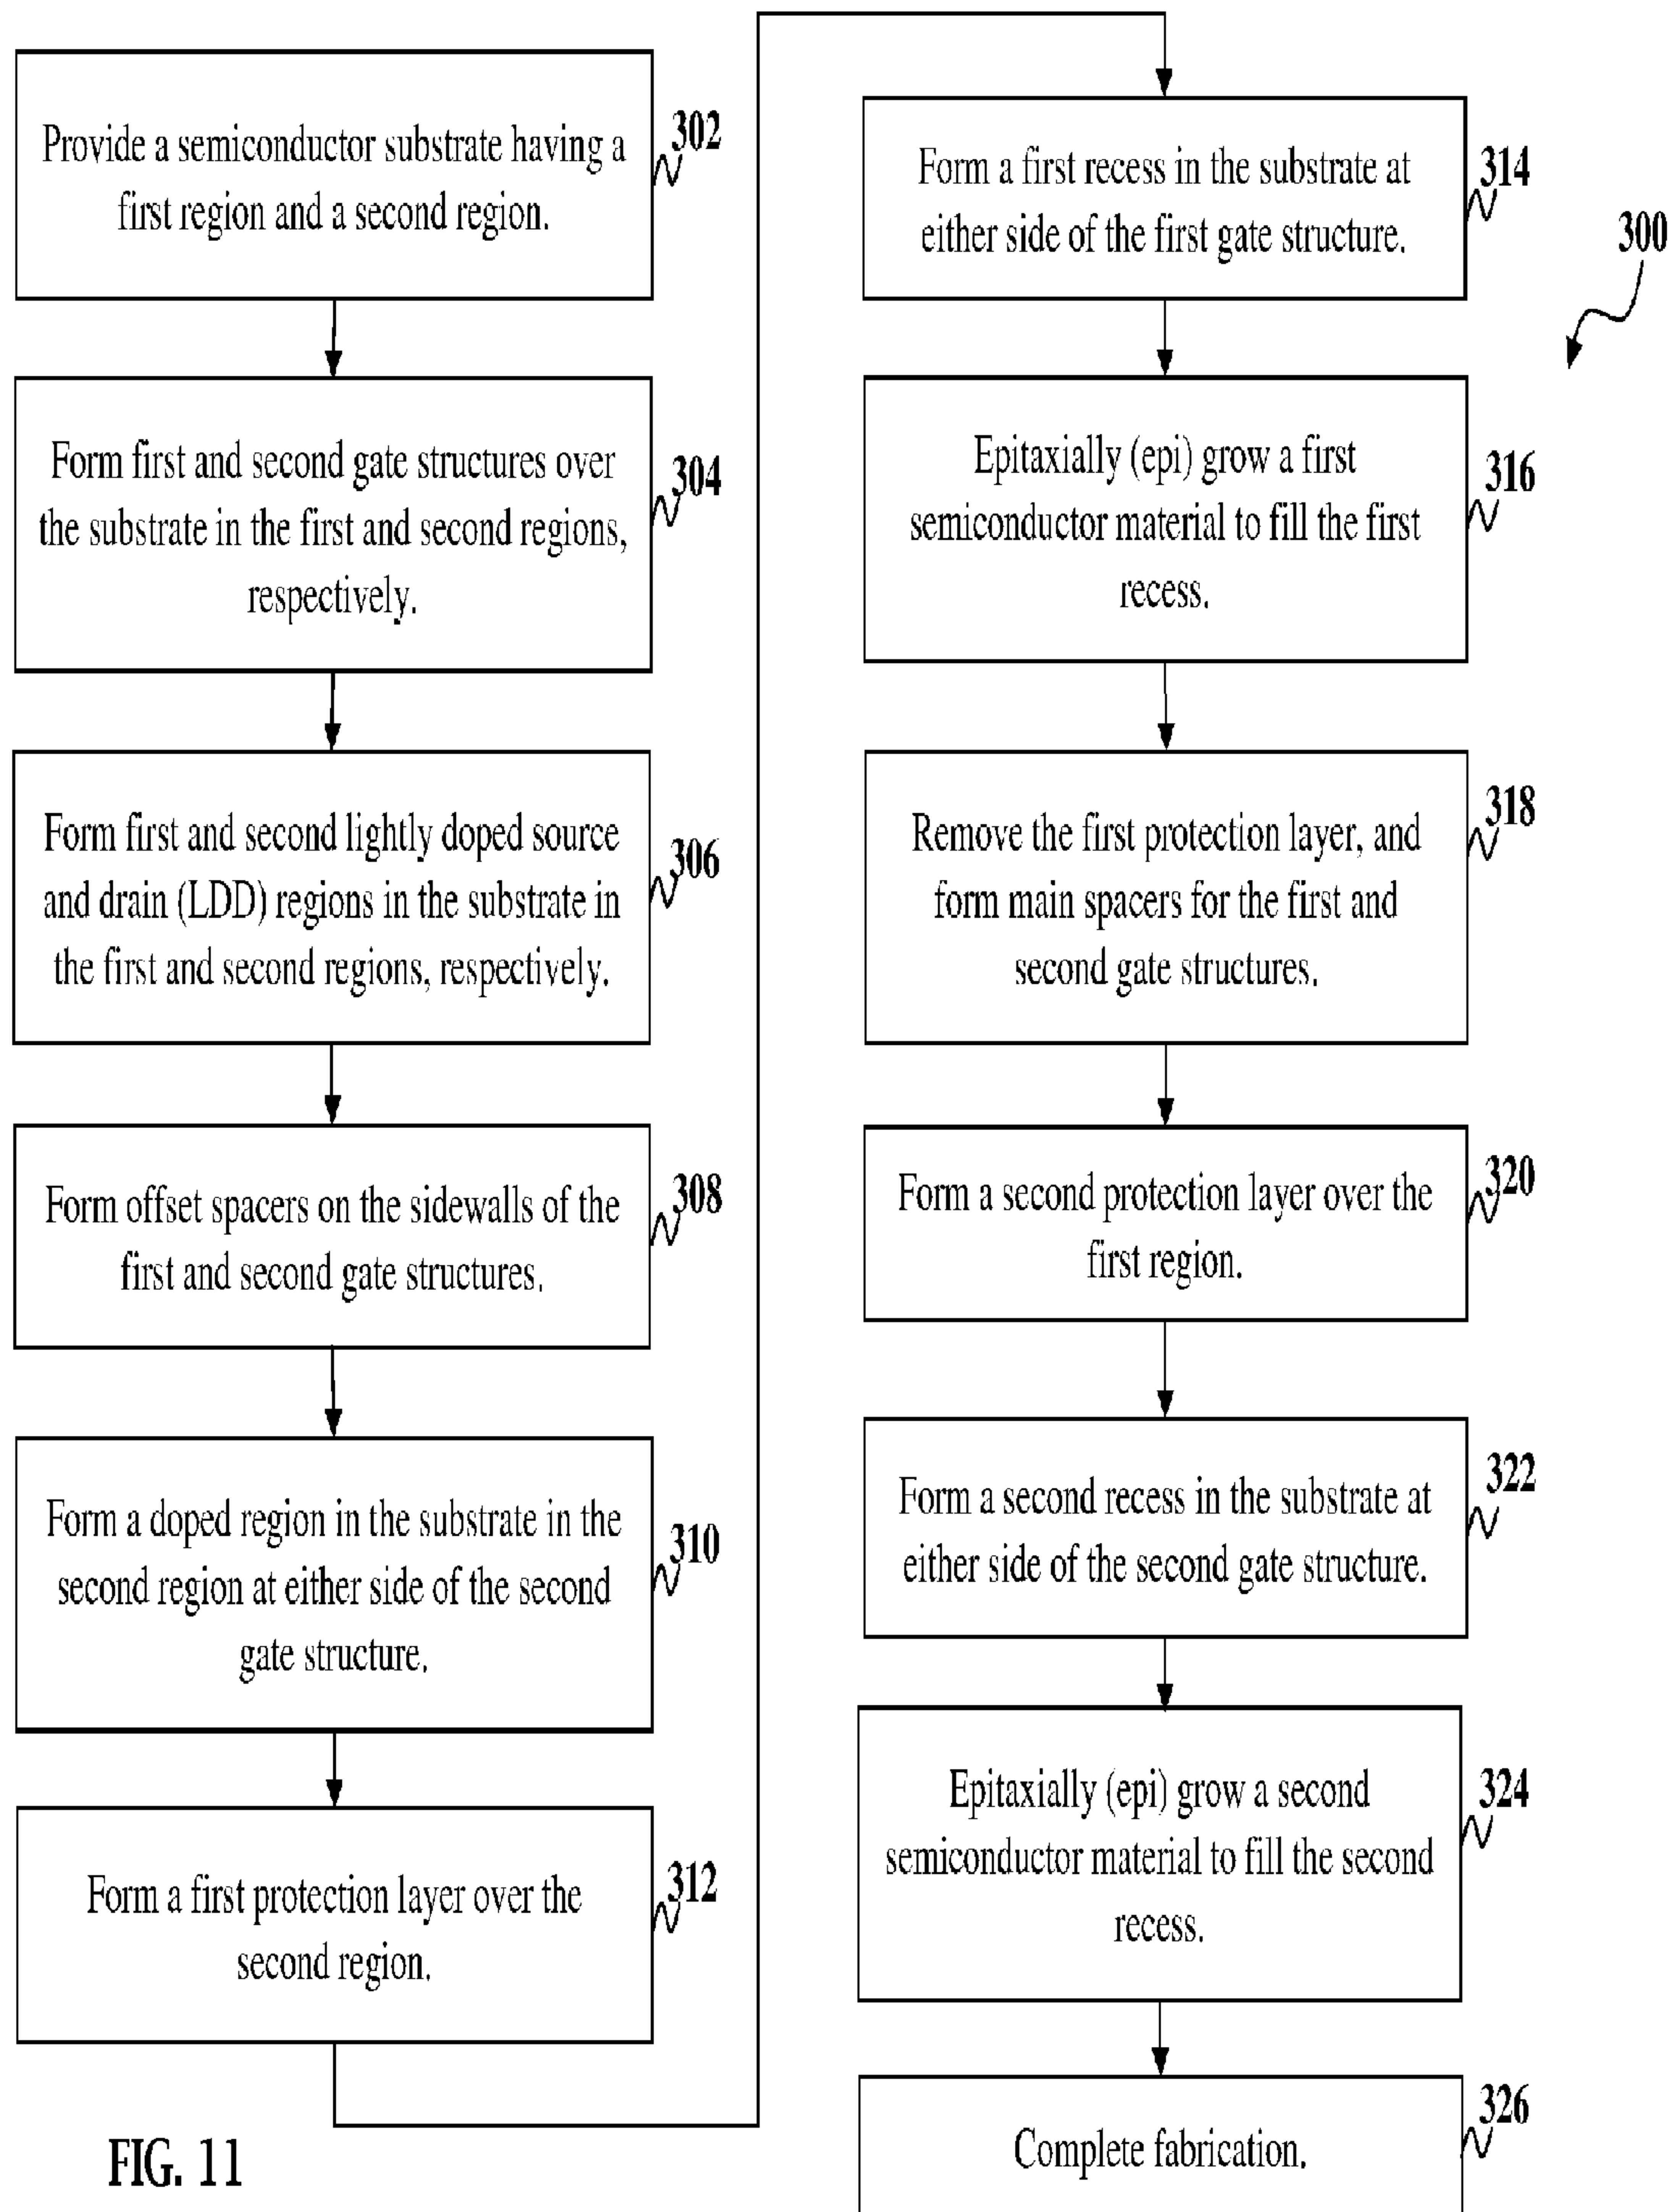 Provide a semiconductor substrate having a
first region and a second region.
302
Form first and second gate structures over
the substrate in the first and second regions,
respectively.
304
Form first and second lightly doped source
and drain (LDD) regions in the substrate in
the first and second regions, respectively.
306
Form offset spacers on the sidewalls of the
first and second gate structures.
308
Form a doped region in the substrate in the
second region at either side of the second
gate structure.
310
Form a first protection layer over the
second region.
312
Form a first recess in the substrate at
either side of the first gate structure.
314
300
Epitaxially (epi) grow a first
semiconductor material to fill the first
recess.
316
Remove the first protection layer, and
form main spacers for the first and
second gate structures.
318
Form a second protection layer over the
first region.
320
Form a second recess in the substrate at
either side of the second gate structure.
322
Epitaxially (epi) grow a second
semiconductor material to fill the second
recess.
324
Complete fabrication.
326
FIG. 11